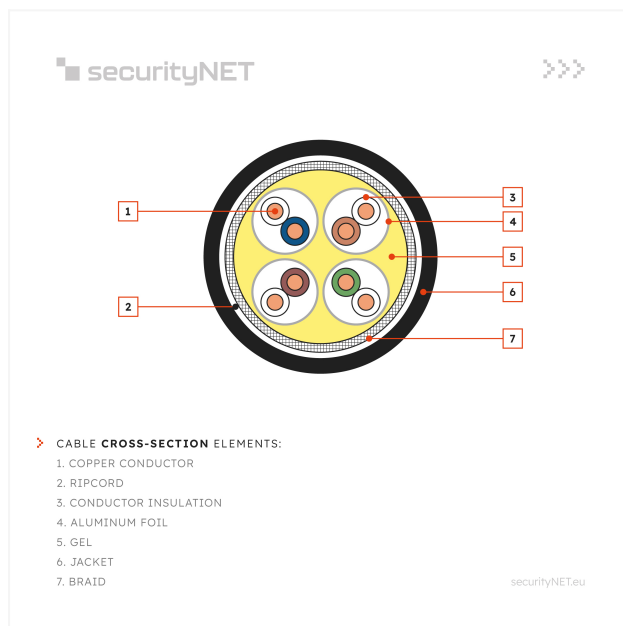 securityNET
1
3
4
5
6
2
7
CABLE CROSS-SECTION ELEMENTS:
1. COPPER CONDUCTOR
2. RIPCORD
3. CONDUCTOR INSULATION
4. ALUMINUM FOIL
5. GEL
6. JACKET
7. BRAID
securityNET.eu